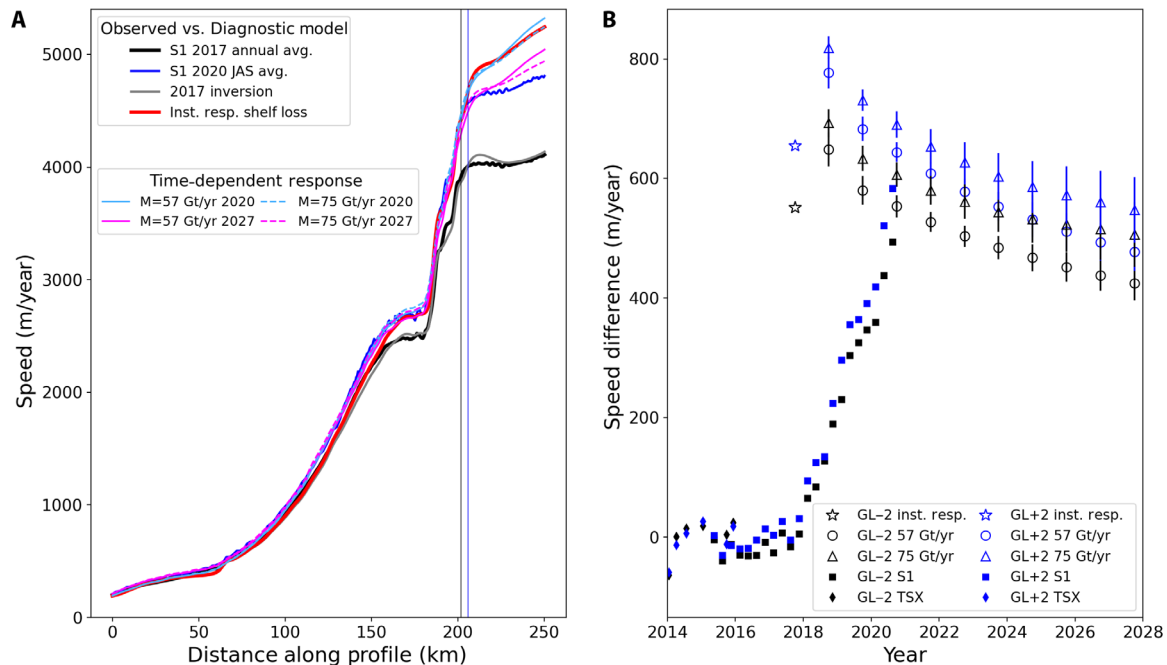 A
Observed vs. Diagnostic model
S1 2017 annual avg.
S1 2020 JAS avg.
2017 inversion
Inst. resp. shelf loss
Time-dependent response
M=57 Gt/yr 2020
M=75 Gt/yr 2020
M=57 Gt/yr 2027
M=75 Gt/yr 2027
5000
4000
3000
2000
1000
0
Speed (m/year)
0
50
100
150
200
250
Distance along profile (km)
B
800
600
400
200
0
Speed difference (m/year)
GL−2 inst. resp.
GL−2 57 Gt/yr
GL−2 75 Gt/yr
GL−2 S1
GL−2 TSX
GL+2 inst. resp.
GL+2 57 Gt/yr
GL+2 75 Gt/yr
GL+2 S1
GL+2 TSX
2014
2016
2018
2020
2022
2024
2026
2028
Year